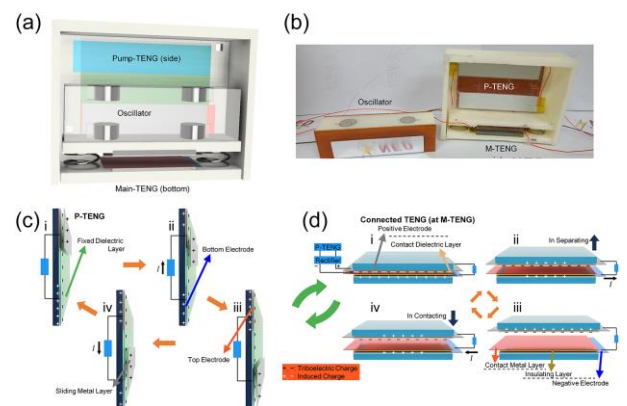 (a)
Pump-TENG (side)
Oscillator
Main-TENG (bottom)
(b)
Oscillator
P-TENG
M-TENG
(c)
P-TENG
i
Fixed Dielectric
Layer
ii
I
Bottom Electrode
iv
I
Sliding Metal Layer
iii
Top Electrode
(d)
Connected TENG (at M-TENG)
i
Positive Electrode
Contact Dielectric Layer
P-TENG
Rectifier
ii
In Separating
I
iv
In Contacting
I
iii
Contact Metal Layer
Insulating Layer
Negative Electrode
+, − : Triboelectric Charge
: Induced Charge